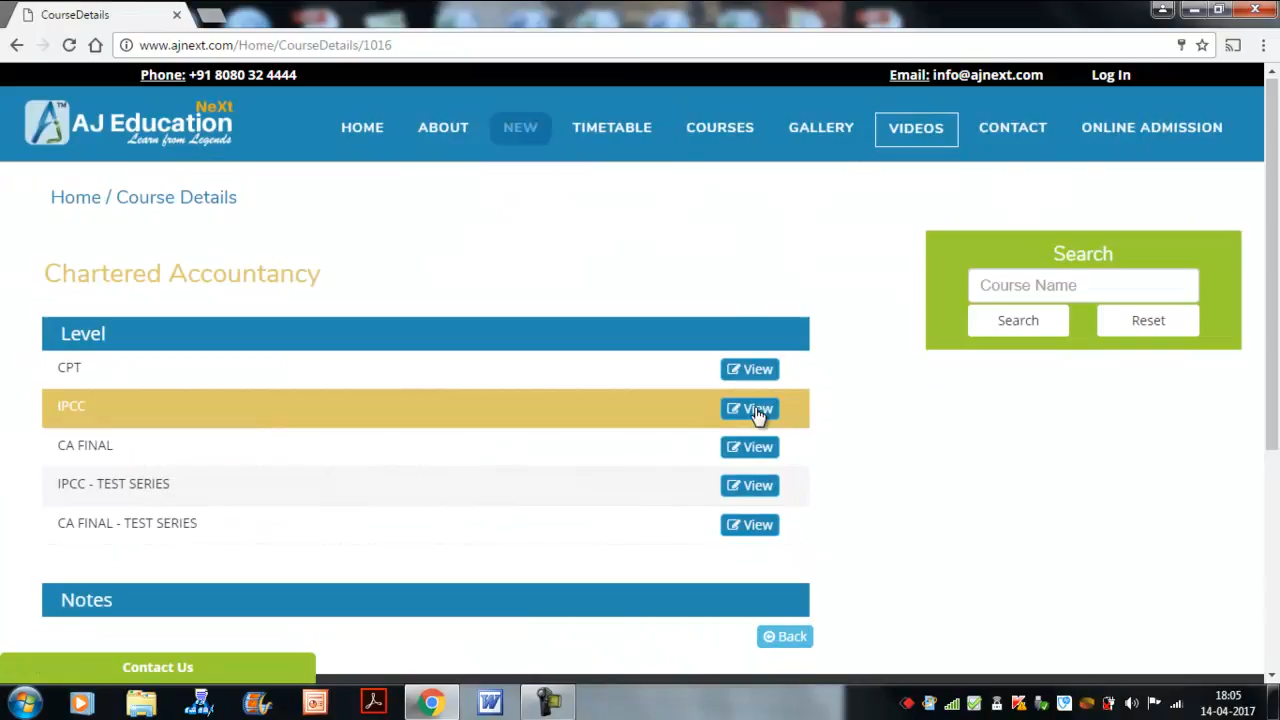 CourseDetails
www.ajnext.com/Home/CourseDetails/1016
Phone: +91 8080 32 4444
Email: info@ajnext.com
Log In
NeXt
AJ Education
Learn from Legends
TM
HOME
ABOUT
NEW
TIMETABLE
COURSES
GALLERY
VIDEOS
CONTACT
ONLINE ADMISSION
Home / Course Details
Chartered Accountancy
Level
CPT
View
IPCC
View
CA FINAL
View
IPCC - TEST SERIES
View
CA FINAL - TEST SERIES
View
Notes
Back
Search
Course Name
Search
Reset
Contact Us
18:05
14-04-2017